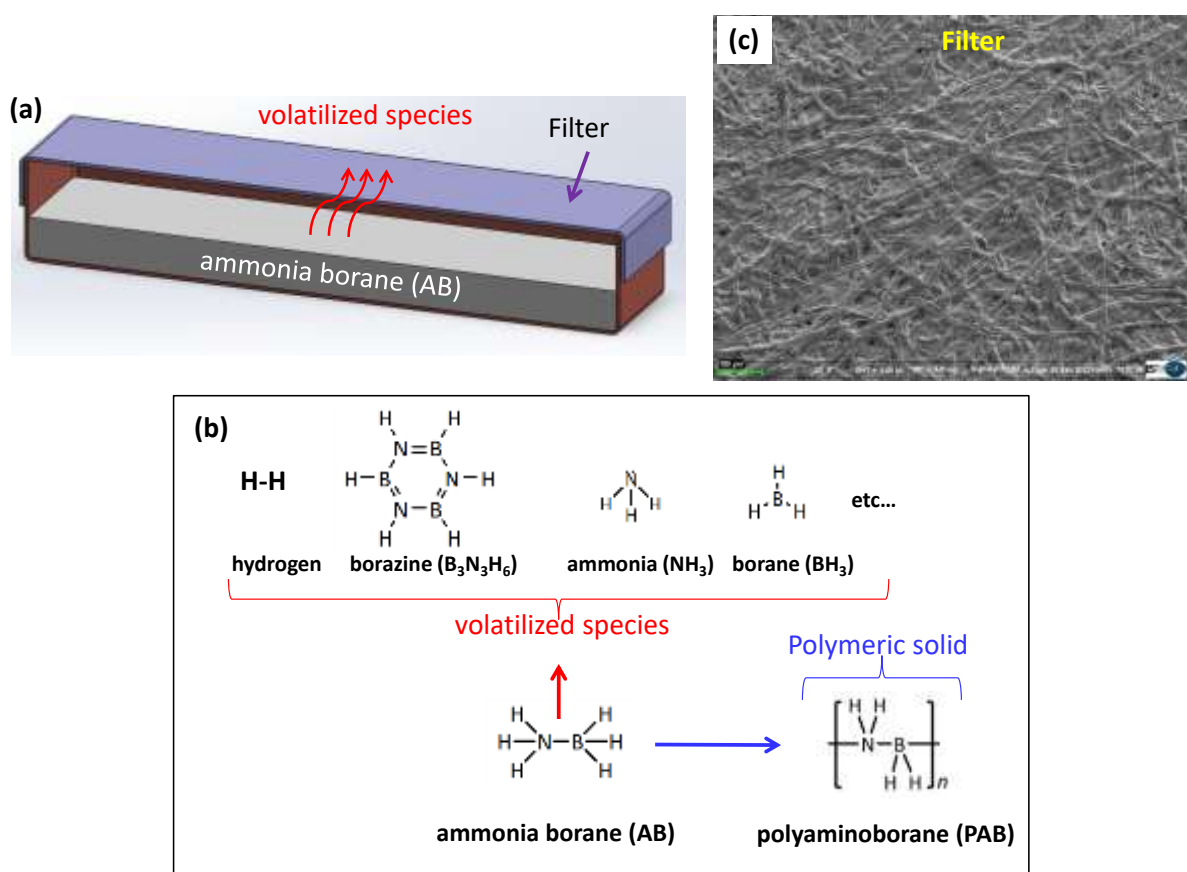 (a)
volatilized species
Filter
ammonia borane (AB)
(c)
Filter
(b)
H-H
H
H
N
B
H
B
N
H
N
B
H
H
N
H
H
H
H
B
H
H
etc...
hydrogen
borazine (B₃N₃H₆)
ammonia (NH₃)
borane (BH₃)
volatilized species
Polymeric solid
H
H
H
N
B
H
H
H
H
H
N
B
H
H
n
ammonia borane (AB)
polyaminoborane (PAB)